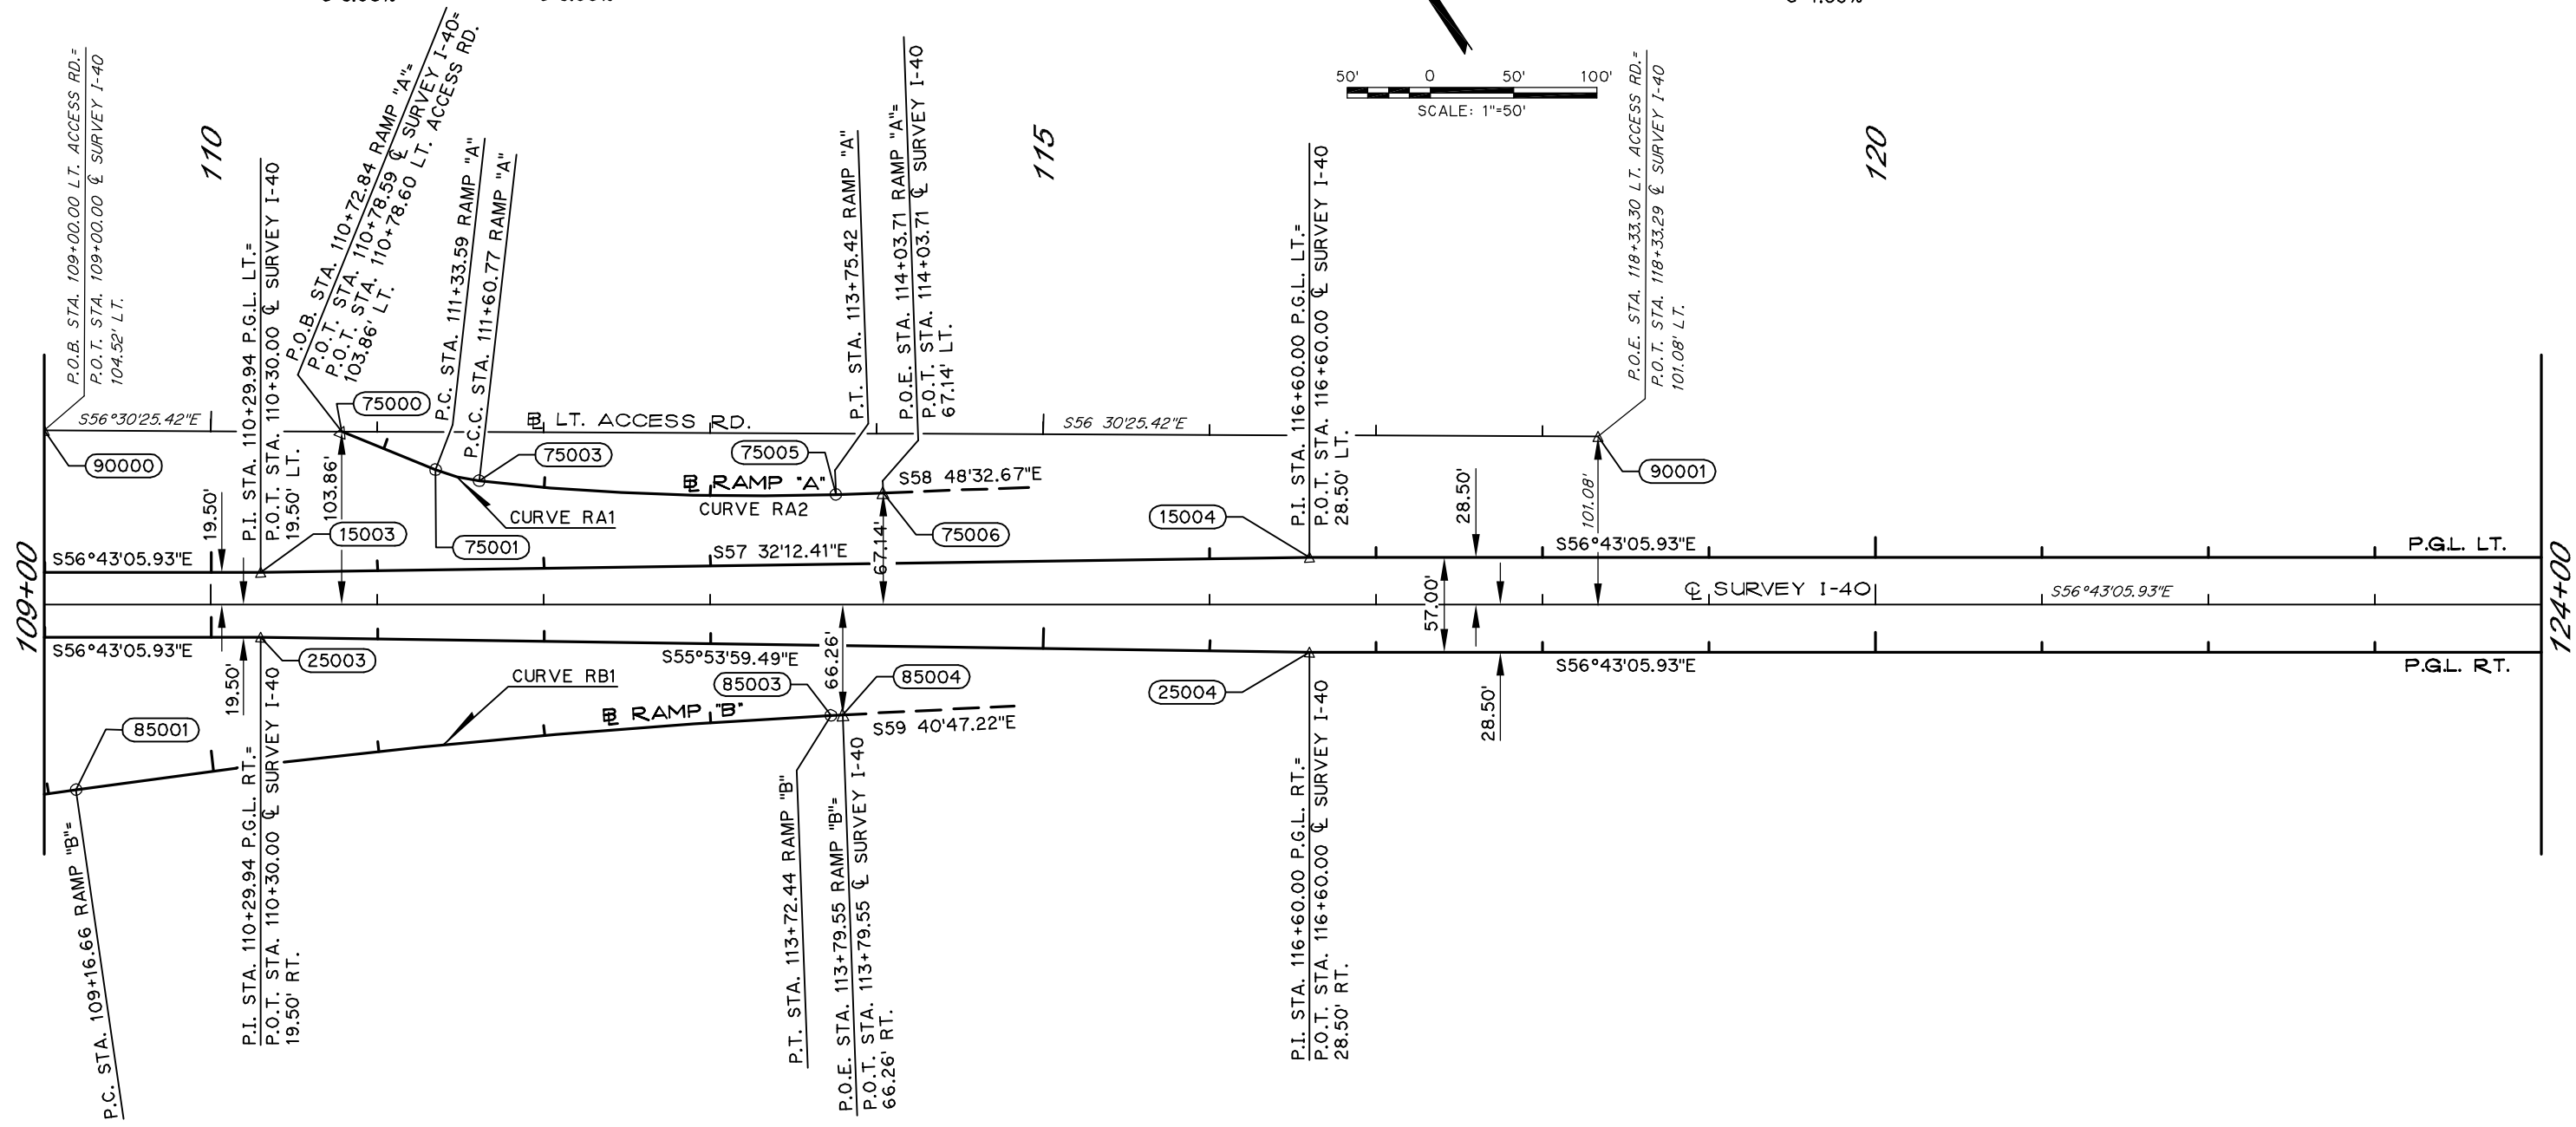 50' 0 50' 100'
SCALE: 1"=50'
110
115
120
P.O.B. STA. 109+00.00 LT. ACCESS RD.=
P.O.T. STA. 109+00.00 ℄ SURVEY I-40
104.52' LT.
P.I. STA. 110+29.94 P.G.L. LT.=
P.O.T. STA. 110+30.00 ℄ SURVEY I-40
19.50' LT.
P.O.B. STA. 110+72.84 RAMP "A"=
P.O.T. STA. 110+78.59 ℄ SURVEY I-40=
P.O.T. STA. 110+78.60 LT. ACCESS RD.
103.86' LT.
P.C. STA. 111+33.59 RAMP "A"
P.C.C. STA. 111+60.77 RAMP "A"
P.T. STA. 113+75.42 RAMP "A"
P.O.E. STA. 114+03.71 RAMP "A"=
P.O.T. STA. 114+03.71 ℄ SURVEY I-40
67.14' LT.
P.I. STA. 116+60.00 P.G.L. LT.=
P.O.T. STA. 116+60.00 ℄ SURVEY I-40
28.50' LT.
P.O.E. STA. 118+33.30 LT. ACCESS RD.=
P.O.T. STA. 118+33.29 ℄ SURVEY I-40
101.08' LT.
S56°30'25.42"E
75000
BL LT. ACCESS RD.
S56 30'25.42"E
90000
75003
75005
90001
BL RAMP "A"
S58 48'32.67"E
CURVE RA1
CURVE RA2
19.50'
103.86'
67.14'
28.50'
101.08'
15003
75001
75006
15004
109+00
S56°43'05.93"E
S57 32'12.41"E
S56°43'05.93"E
P.G.L. LT.
℄ SURVEY I-40
S56°43'05.93"E
57.00'
124+00
S56°43'05.93"E
25003
S55°53'59.49"E
S56°43'05.93"E
P.G.L. RT.
19.50'
CURVE RB1
66.26'
85003
85004
25004
28.50'
85001
BL RAMP "B"
S59 40'47.22"E
P.C. STA. 109+16.66 RAMP "B"=
P.I. STA. 110+29.94 P.G.L. RT.=
P.O.T. STA. 110+30.00 ℄ SURVEY I-40
19.50' RT.
P.T. STA. 113+72.44 RAMP "B"
P.O.E. STA. 113+79.55 RAMP "B"=
P.O.T. STA. 113+79.55 ℄ SURVEY I-40
66.26' RT.
P.I. STA. 116+60.00 P.G.L. RT.=
P.O.T. STA. 116+60.00 ℄ SURVEY I-40
28.50' RT.